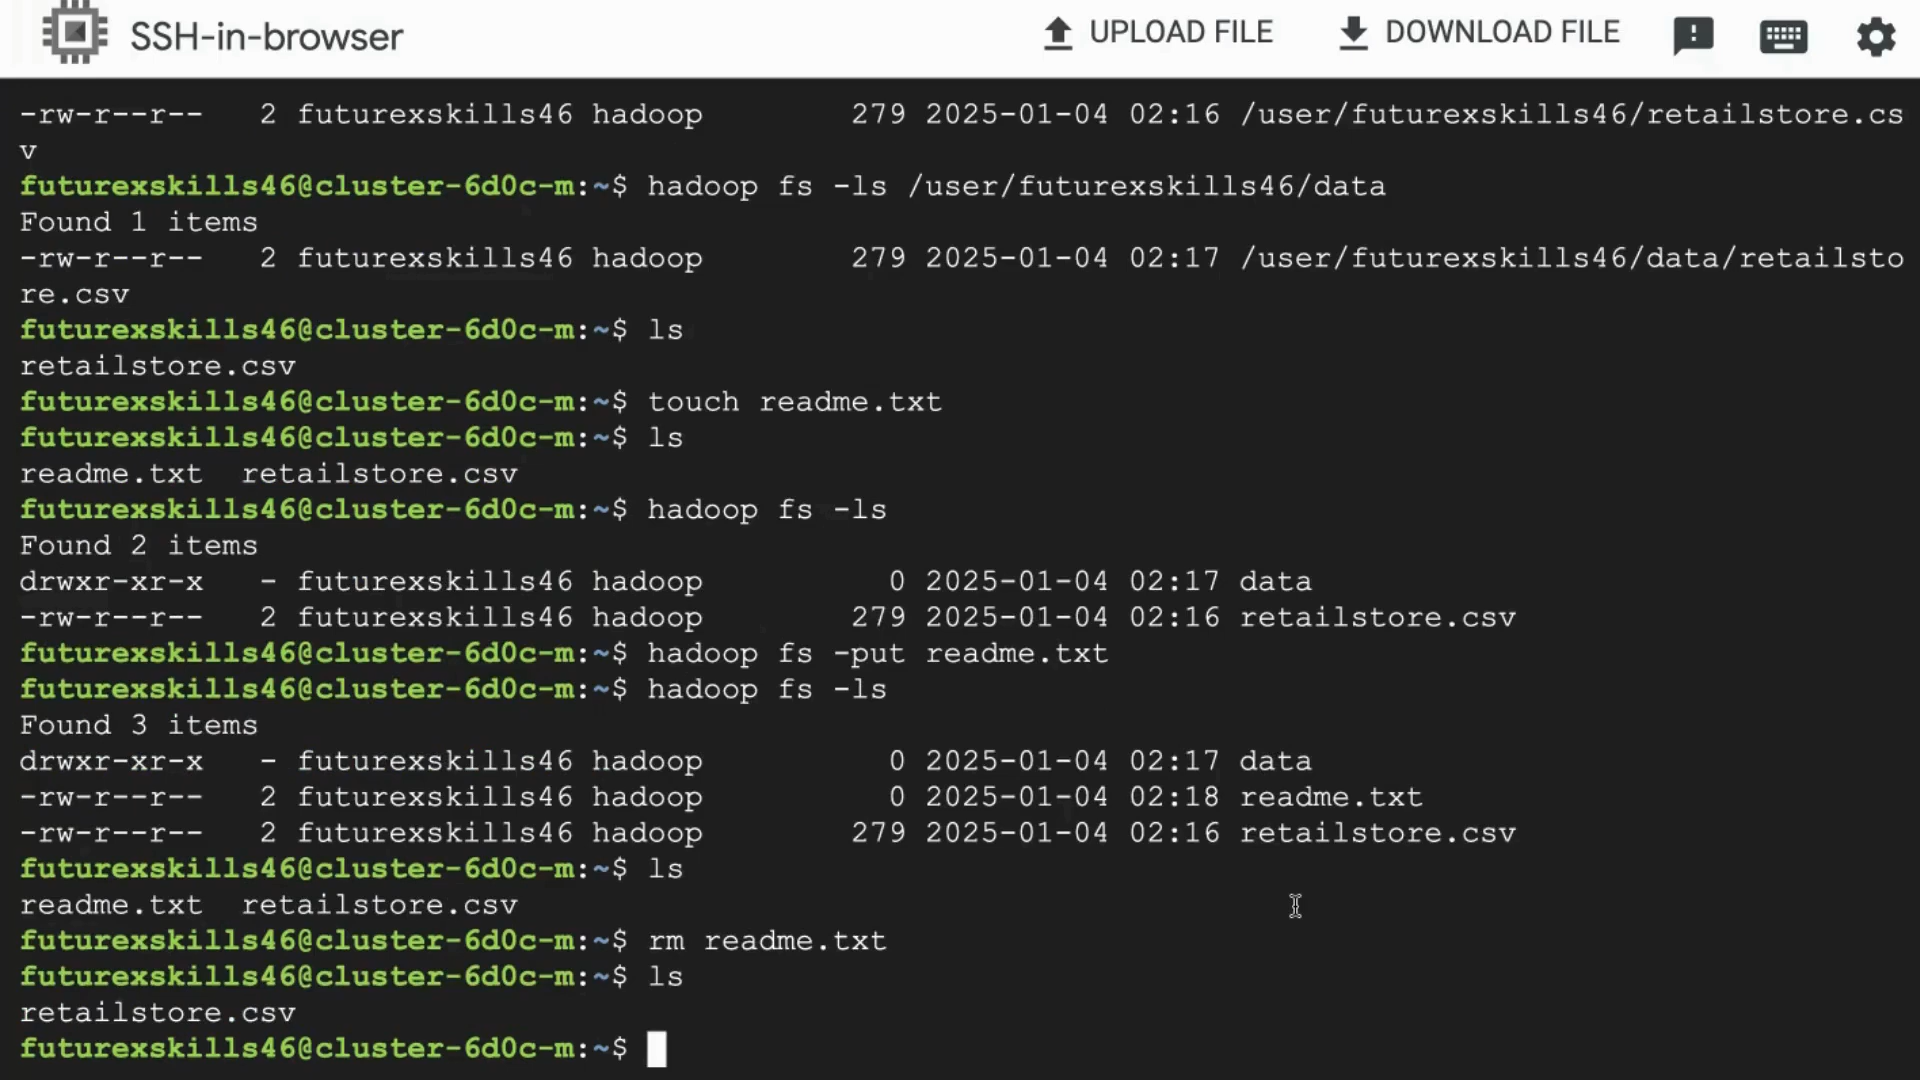 SSH-in-browser UPLOAD FILE DOWNLOAD FILE
-rw-r--r--   2 futurexskills46 hadoop        279 2025-01-04 02:16 /user/futurexskills46/retailstore.cs
v
futurexskills46@cluster-6d0c-m:~$ hadoop fs -ls /user/futurexskills46/data
Found 1 items
-rw-r--r--   2 futurexskills46 hadoop        279 2025-01-04 02:17 /user/futurexskills46/data/retailsto
re.csv
futurexskills46@cluster-6d0c-m:~$ ls
retailstore.csv
futurexskills46@cluster-6d0c-m:~$ touch readme.txt
futurexskills46@cluster-6d0c-m:~$ ls
readme.txt  retailstore.csv
futurexskills46@cluster-6d0c-m:~$ hadoop fs -ls
Found 2 items
drwxr-xr-x   - futurexskills46 hadoop          0 2025-01-04 02:17 data
-rw-r--r--   2 futurexskills46 hadoop        279 2025-01-04 02:16 retailstore.csv
futurexskills46@cluster-6d0c-m:~$ hadoop fs -put readme.txt
futurexskills46@cluster-6d0c-m:~$ hadoop fs -ls
Found 3 items
drwxr-xr-x   - futurexskills46 hadoop          0 2025-01-04 02:17 data
-rw-r--r--   2 futurexskills46 hadoop          0 2025-01-04 02:18 readme.txt
-rw-r--r--   2 futurexskills46 hadoop        279 2025-01-04 02:16 retailstore.csv
futurexskills46@cluster-6d0c-m:~$ ls
readme.txt  retailstore.csv
futurexskills46@cluster-6d0c-m:~$ rm readme.txt
futurexskills46@cluster-6d0c-m:~$ ls
retailstore.csv
futurexskills46@cluster-6d0c-m:~$